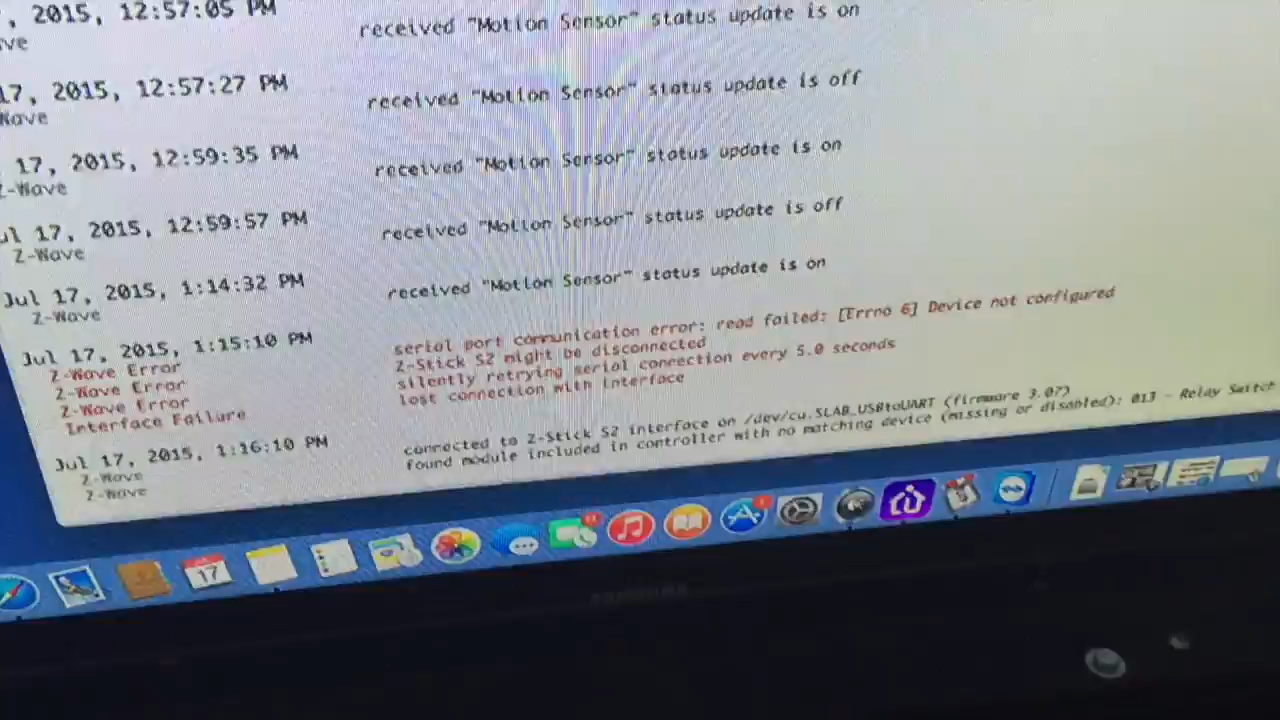 , 2015, 12:57:05 PM received "Motion Sensor" status update is on
ve
17, 2015, 12:57:27 PM received "Motion Sensor" status update is off
Wave
17, 2015, 12:59:35 PM received "Motion Sensor" status update is on
Z-Wave
ul 17, 2015, 12:59:57 PM received "Motion Sensor" status update is off
Z-Wave
Jul 17, 2015, 1:14:32 PM received "Motion Sensor" status update is on
Z-Wave
Jul 17, 2015, 1:15:10 PM
Z-Wave Error serial port communication error: read failed: [Errno 6] Device not configured
Z-Wave Error Z-Stick S2 might be disconnected
Z-Wave Error silently retrying serial connection every 5.0 seconds
Interface Failure lost connection with interface
Jul 17, 2015, 1:16:10 PM
Z-Wave connected to Z-Stick S2 interface on /dev/cu.SLAB_USBtoUART (firmware 3.07)
Z-Wave found module included in controller with no matching device (missing or disabled): 013 - Relay Switch
17